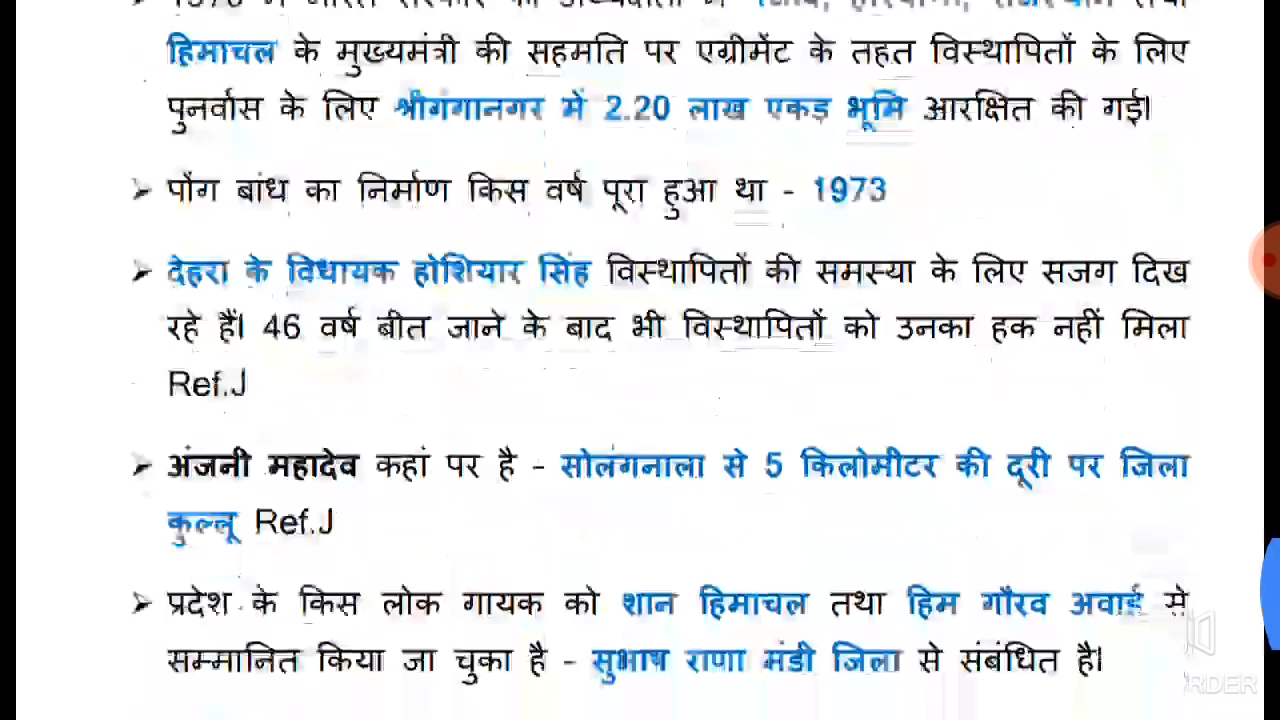 हिमाचल के मुख्यमंत्री की सहमति पर एग्रीमेंट के तहत विस्थापितों के लिए
पुनर्वास के लिए श्रीगंगानगर में 2.20 लाख एकड़ भूमि आरक्षित की गई।
➢ पोंग बांध का निर्माण किस वर्ष पूरा हुआ था - 1973
➢ देहरा के विधायक होशियार सिंह विस्थापितों की समस्या के लिए सजग दिख
रहे हैं। 46 वर्ष बीत जाने के बाद भी विस्थापितों को उनका हक नहीं मिला
Ref.J
➢ अंजनी महादेव कहां पर है - सोलंगनाला से 5 किलोमीटर की दूरी पर जिला
कुल्लू Ref.J
➢ प्रदेश के किस लोक गायक को शान हिमाचल तथा हिम गौरव अवार्ड से
सम्मानित किया जा चुका है - सुभाष राणा मंडी जिला से संबंधित है।